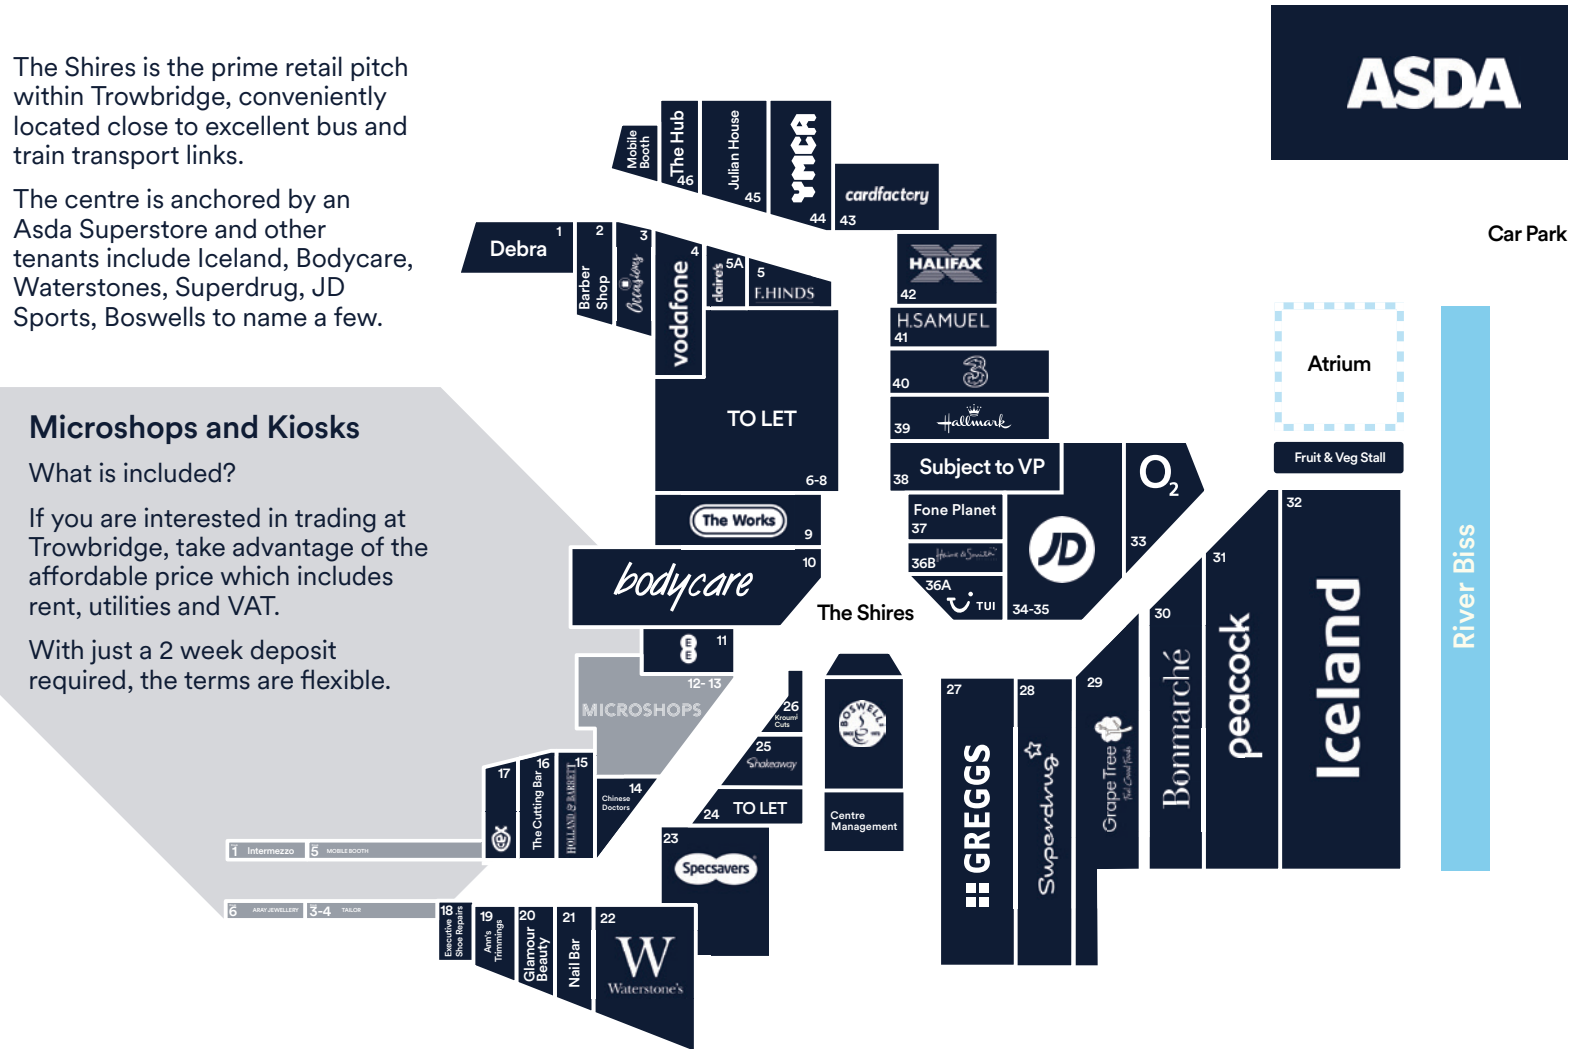 The Shires is the prime retail pitch
within Trowbridge, conveniently
located close to excellent bus and
train transport links.
The centre is anchored by an
Asda Superstore and other
tenants include Iceland, Bodycare,
Waterstones, Superdrug, JD
Sports, Boswells to name a few.
Microshops and Kiosks
What is included?
If you are interested in trading at
Trowbridge, take advantage of the
affordable price which includes
rent, utilities and VAT.
With just a 2 week deposit
required, the terms are flexible.
ASDA
Car Park
Atrium
Fruit & Veg Stall
River Biss
Mobile
Booth
The Hub
46
Julian House
45
YMCA
44
cardfactory
43
Debra
1
2
Barber
Shop
3
Occasions
4
vodafone
5A
claire's
5
F.HINDS
HALIFAX
42
H.SAMUEL
41
40
3
39
Hallmark
38
Subject to VP
TO LET
6-8
The Works
9
bodycare
10
EE
11
12-13
MICROSHOPS
Fone Planet
37
36B
Haine & Smith
36A
TUI
JD
34-35
O2
33
The Shires
32
Iceland
31
peacock
30
Bonmarché
29
Grape Tree
28
Superdrug
27
GREGGS
26
Kroum
Cuts
25
Shakeaway
24
TO LET
BOSWELLS
Centre
Management
23
Specsavers
17
cex
16
The Cutting Bar
15
HOLLAND & BARRETT
14
Chinese
Doctors
1
Intermezzo
5
MOBILE BOOTH
6
ARAY JEWELLERY
3-4
TAILOR
18
Executive
Shoe Repairs
19
Ann's
Trimmings
20
Glamour
Beauty
21
Nail Bar
22
W
Waterstone's